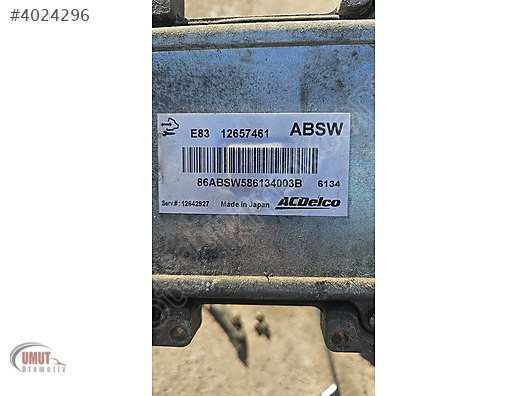 #4024296
E83 12657461 ABSW
86ABSW586134003B 6134
Serv.#:12642927 Made in Japan ACDelco
UMUT
Otomotiv